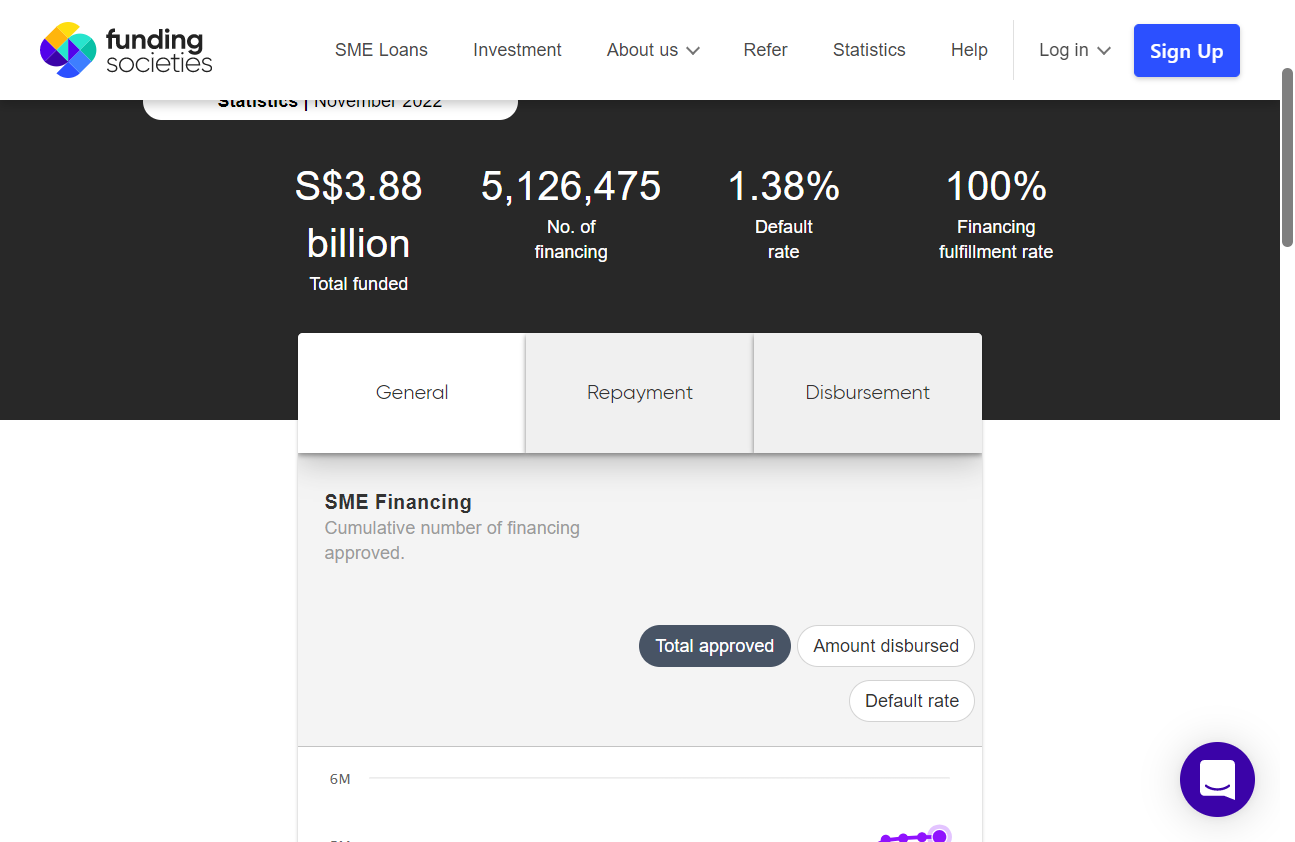 funding
societies
SME Loans
Investment
About us
Refer
Statistics
Help
Log in
Sign Up
Statistics | November 2022
S$3.88
billion
Total funded
5,126,475
No. of
financing
1.38%
Default
rate
100%
Financing
fulfillment rate
General
Repayment
Disbursement
SME Financing
Cumulative number of financing
approved.
Total approved
Amount disbursed
Default rate
6M